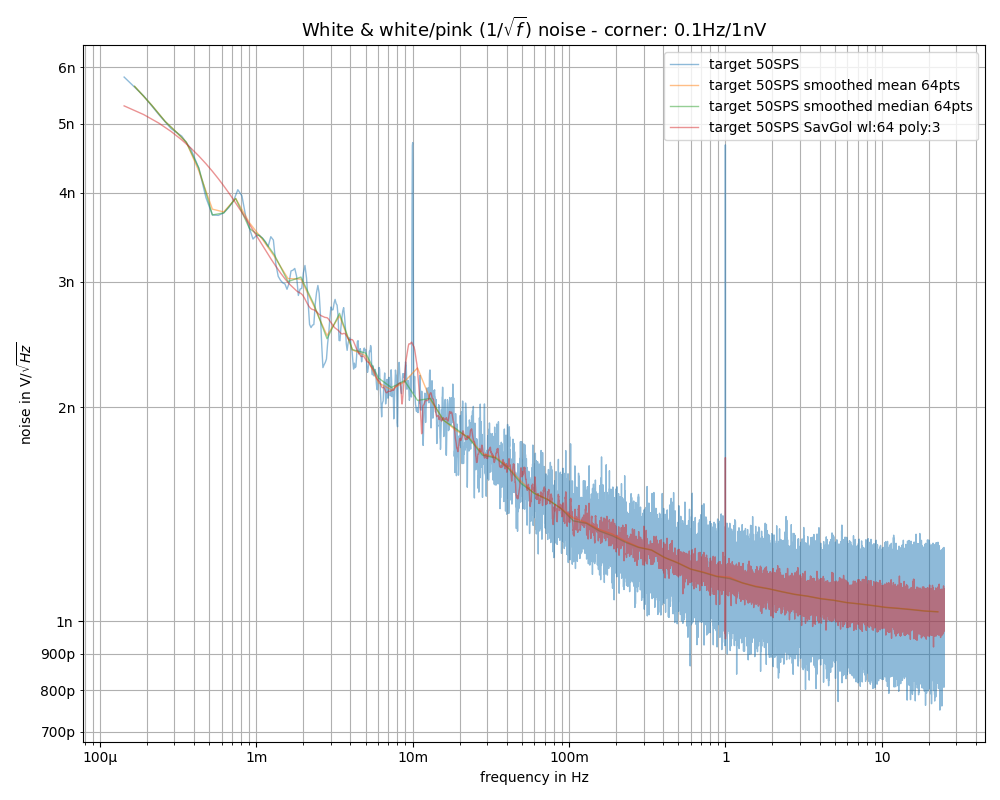 White & white/pink (1/√f) noise - corner: 0.1Hz/1nV
target 50SPS
target 50SPS smoothed mean 64pts
target 50SPS smoothed median 64pts
target 50SPS SavGol wl:64 poly:3
6n
5n
4n
3n
2n
1n
900p
800p
700p
noise in V/√Hz
100μ
1m
10m
100m
1
10
frequency in Hz